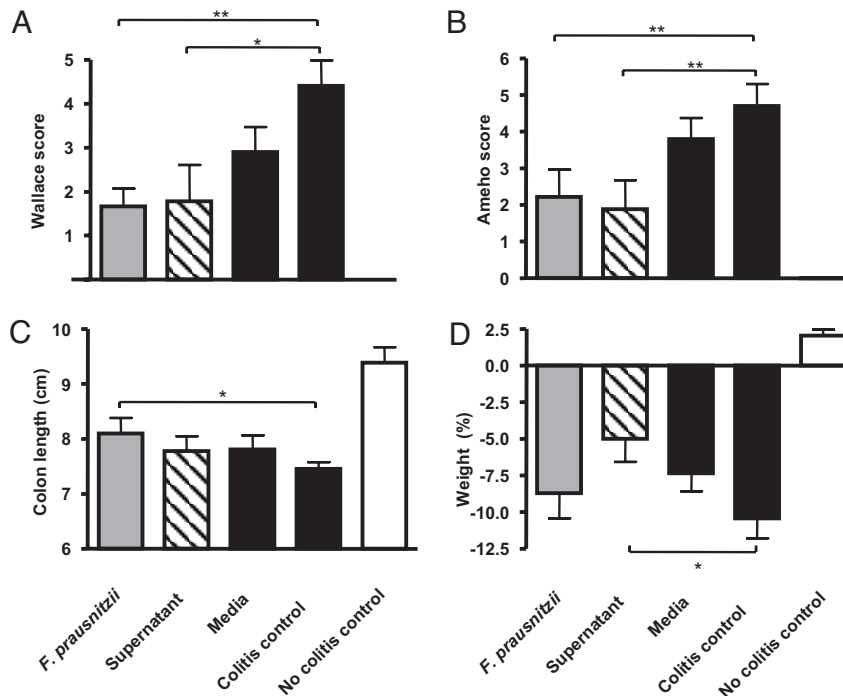 A
**
*
Wallace score
5
4
3
2
1
B
**
**
Ameho score
6
5
4
3
2
1
0
C
*
Colon length (cm)
10
9
8
7
6
D
Weight (%)
2.5
0.0
-2.5
-5.0
-7.5
-10.0
-12.5
*
F. prausnitzii
Supernatant
Media
Colitis control
No colitis control
F. prausnitzii
Supernatant
Media
Colitis control
No colitis control